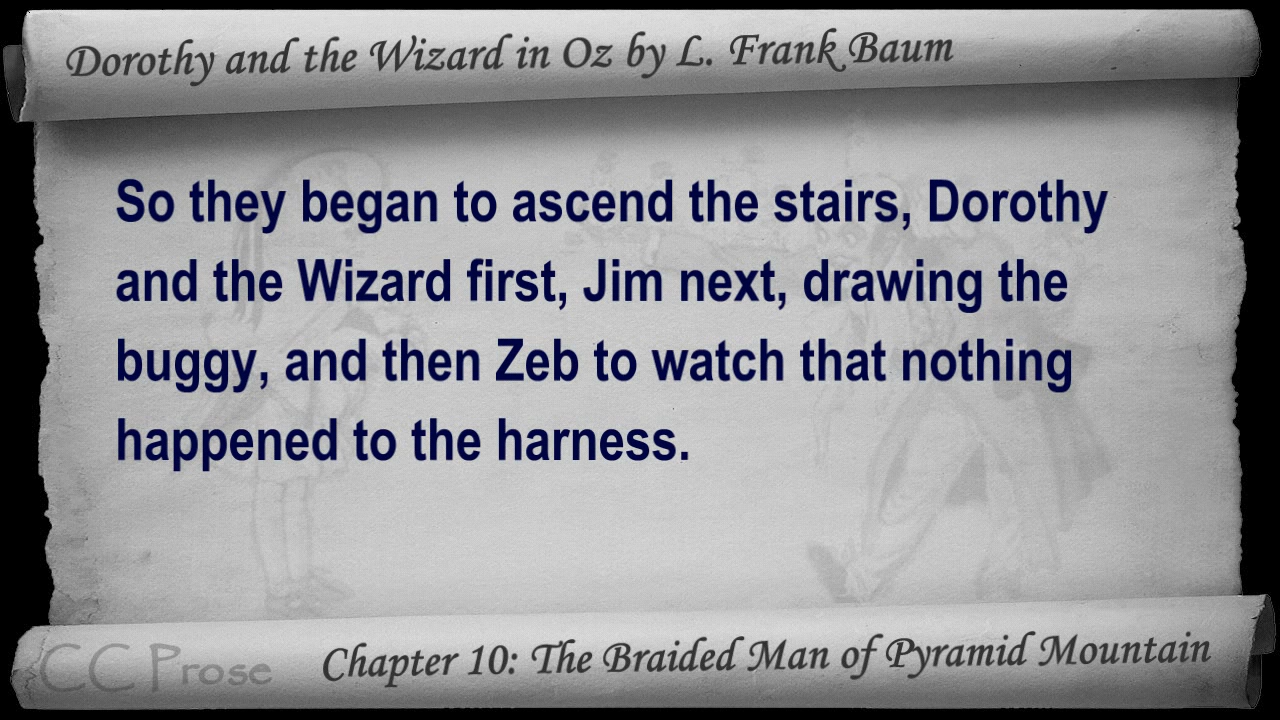 Dorothy and the Wizard in Oz by L. Frank Baum
So they began to ascend the stairs, Dorothy
and the Wizard first, Jim next, drawing the
buggy, and then Zeb to watch that nothing
happened to the harness.
CC Prose
Chapter 10: The Braided Man of Pyramid Mountain